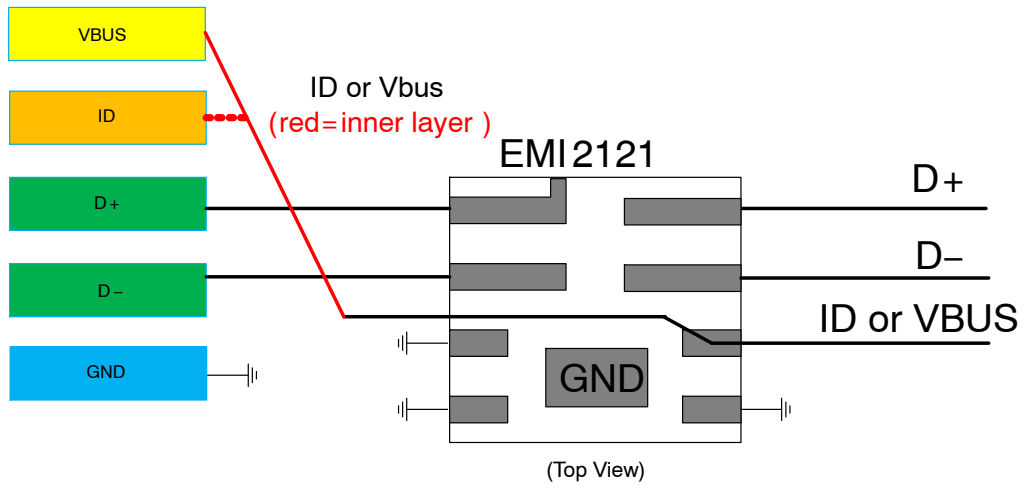 VBUS
ID
D+
D−
GND
ID or Vbus
(red=inner layer )
EMI2121
GND
D+
D−
ID or VBUS
(Top View)